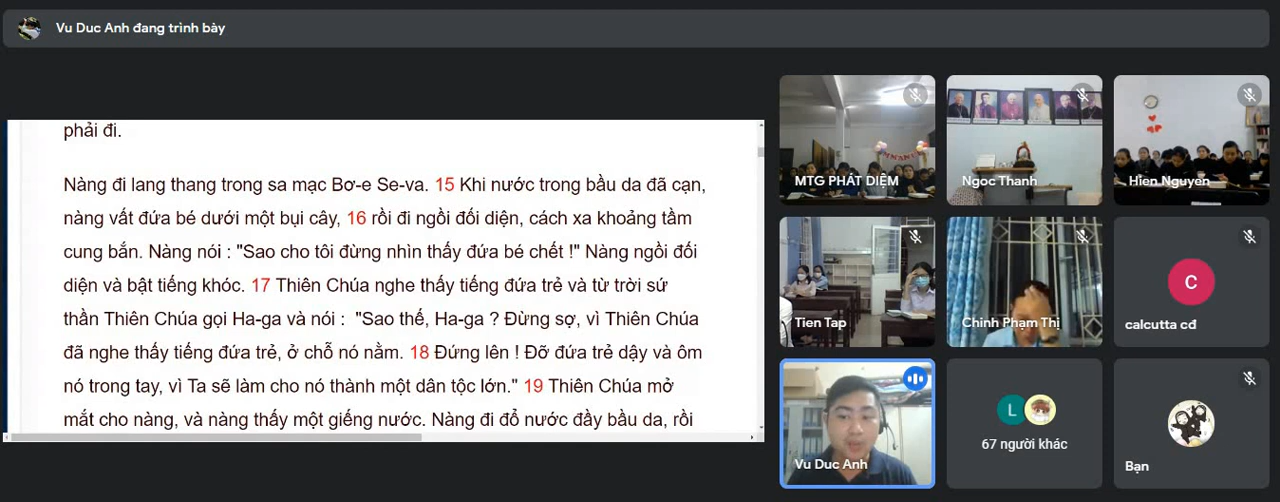 Vu Duc Anh đang trình bày
phải đi.
Nàng đi lang thang trong sa mạc Bơ-e Se-va. 15 Khi nước trong bầu da đã cạn,
nàng vất đứa bé dưới một bụi cây, 16 rồi đi ngồi đối diện, cách xa khoảng tầm
cung bắn. Nàng nói : "Sao cho tôi đừng nhìn thấy đứa bé chết !" Nàng ngồi đối
diện và bật tiếng khóc. 17 Thiên Chúa nghe thấy tiếng đứa trẻ và từ trời sứ
thần Thiên Chúa gọi Ha-ga và nói : "Sao thế, Ha-ga ? Đừng sợ, vì Thiên Chúa
đã nghe thấy tiếng đứa trẻ, ở chỗ nó nằm. 18 Đứng lên ! Đỡ đứa trẻ dậy và ôm
nó trong tay, vì Ta sẽ làm cho nó thành một dân tộc lớn." 19 Thiên Chúa mở
mắt cho nàng, và nàng thấy một giếng nước. Nàng đi đổ nước đầy bầu da, rồi
MTG PHÁT DIỆM
Ngoc Thanh
Hien Nguyen
Tien Tap
Chinh Phạm Thị
C
calcutta cđ
Vu Duc Anh
L
67 người khác
Bạn